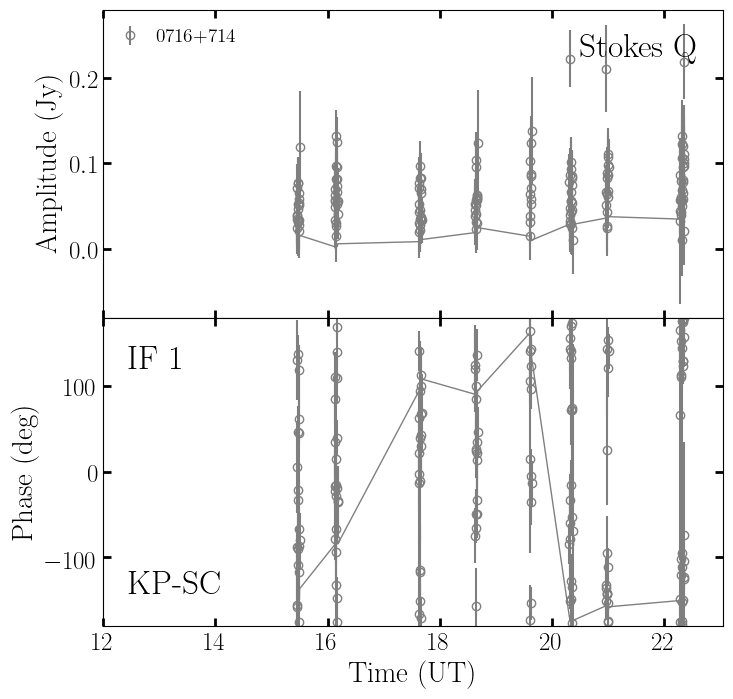 0716+714
Stokes Q
Amplitude (Jy)
0.2
0.1
0.0
IF 1
Phase (deg)
100
0
−100
KP-SC
12 14 16 18 20 22
Time (UT)